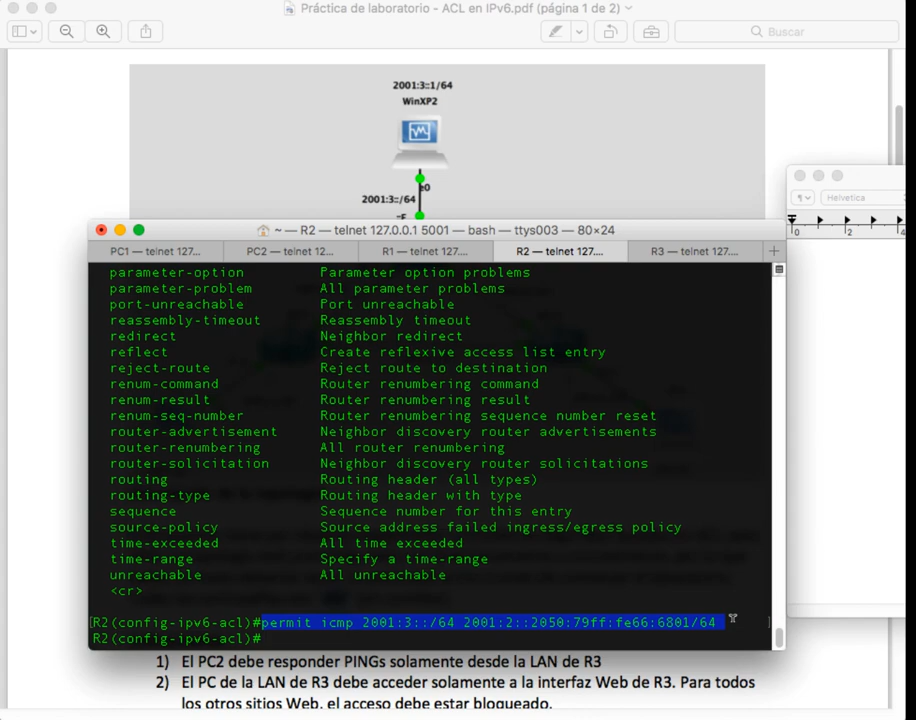 Práctica de laboratorio - ACL en IPv6.pdf (página 1 de 2)
Buscar
2001:3::1/64
WinXP2
e0
2001:3::/64
Helvetica
0 2 4
~ — R2 — telnet 127.0.0.1 5001 — bash — ttys003 — 80×24
PC1 — telnet 127.... PC2 — telnet 12... R1 — telnet 127.... R2 — telnet 127.... R3 — telnet 127....
parameter-option Parameter option problems
parameter-problem All parameter problems
port-unreachable Port unreachable
reassembly-timeout Reassembly timeout
redirect Neighbor redirect
reflect Create reflexive access list entry
reject-route Reject route to destination
renum-command Router renumbering command
renum-result Router renumbering result
renum-seq-number Router renumbering sequence number reset
router-advertisement Neighbor discovery router advertisements
router-renumbering All router renumbering
router-solicitation Neighbor discovery router solicitations
routing Routing header (all types)
routing-type Routing header with type
sequence Sequence number for this entry
source-policy Source address failed ingress/egress policy
time-exceeded All time exceeded
time-range Specify a time-range
unreachable All unreachable
<cr>
[R2(config-ipv6-acl)#permit icmp 2001:3::/64 2001:2::2050:79ff:fe66:6801/64 ]
R2(config-ipv6-acl)#
1) El PC2 debe responder PINGs solamente desde la LAN de R3
2) El PC de la LAN de R3 debe acceder solamente a la interfaz Web de R3. Para todos
los otros sitios Web, el acceso debe estar bloqueado.